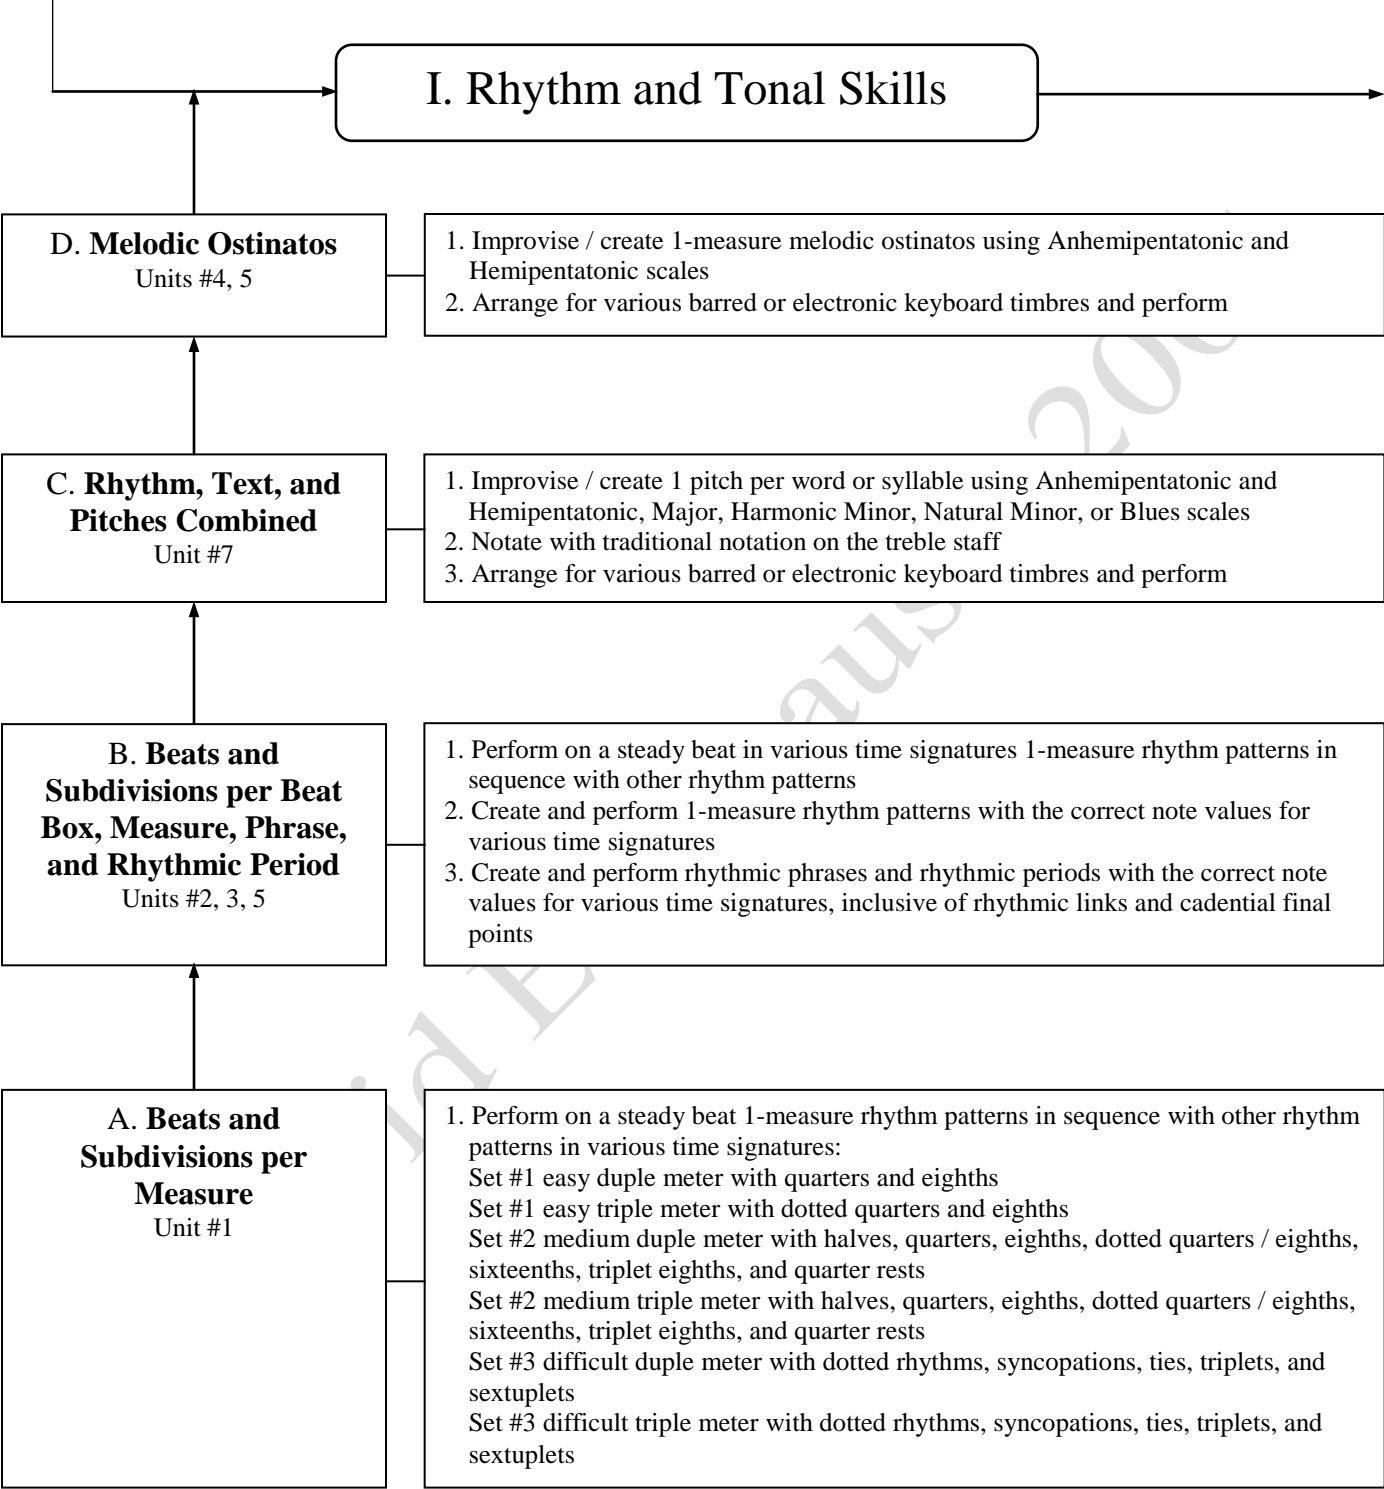 I. Rhythm and Tonal Skills
D. Melodic Ostinatos
Units #4, 5
1. Improvise / create 1-measure melodic ostinatos using Anhemipentatonic and
Hemipentatonic scales
2. Arrange for various barred or electronic keyboard timbres and perform
C. Rhythm, Text, and
Pitches Combined
Unit #7
1. Improvise / create 1 pitch per word or syllable using Anhemipentatonic and
Hemipentatonic, Major, Harmonic Minor, Natural Minor, or Blues scales
2. Notate with traditional notation on the treble staff
3. Arrange for various barred or electronic keyboard timbres and perform
B. Beats and
Subdivisions per Beat
Box, Measure, Phrase,
and Rhythmic Period
Units #2, 3, 5
1. Perform on a steady beat in various time signatures 1-measure rhythm patterns in
sequence with other rhythm patterns
2. Create and perform 1-measure rhythm patterns with the correct note values for
various time signatures
3. Create and perform rhythmic phrases and rhythmic periods with the correct note
values for various time signatures, inclusive of rhythmic links and cadential final
points
A. Beats and
Subdivisions per
Measure
Unit #1
1. Perform on a steady beat 1-measure rhythm patterns in sequence with other rhythm
patterns in various time signatures:
Set #1 easy duple meter with quarters and eighths
Set #1 easy triple meter with dotted quarters and eighths
Set #2 medium duple meter with halves, quarters, eighths, dotted quarters / eighths,
sixteenths, triplet eighths, and quarter rests
Set #2 medium triple meter with halves, quarters, eighths, dotted quarters / eighths,
sixteenths, triplet eighths, and quarter rests
Set #3 difficult duple meter with dotted rhythms, syncopations, ties, triplets, and
sextuplets
Set #3 difficult triple meter with dotted rhythms, syncopations, ties, triplets, and
sextuplets